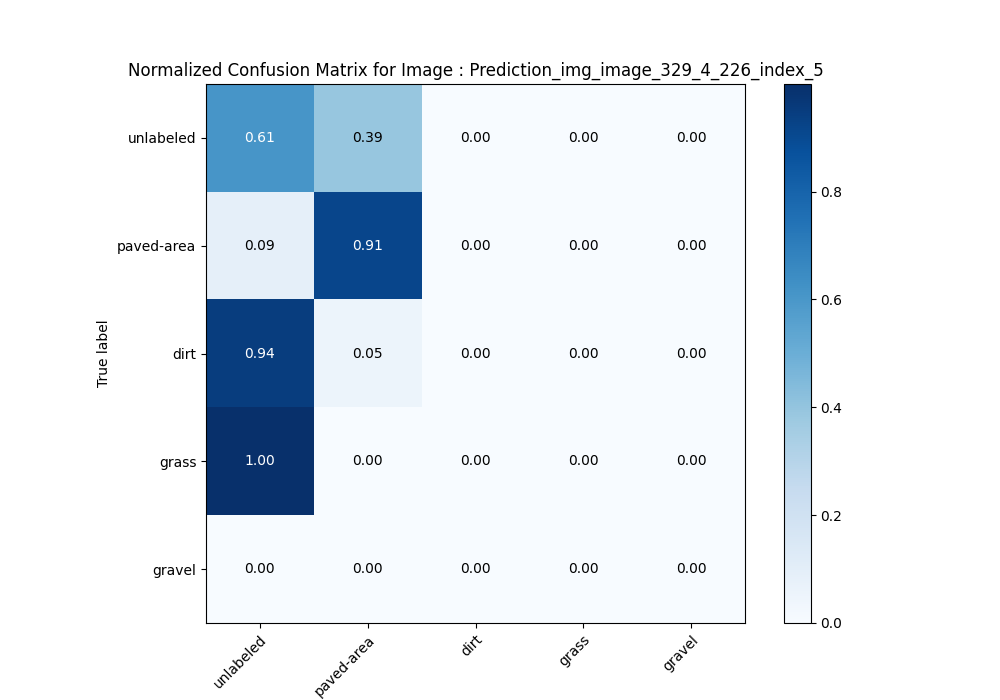 Normalized Confusion Matrix for Image : Prediction_img_image_329_4_226_index_5
unlabeled 0.61 0.39 0.00 0.00 0.00
paved-area 0.09 0.91 0.00 0.00 0.00
dirt 0.94 0.05 0.00 0.00 0.00
grass 1.00 0.00 0.00 0.00 0.00
gravel 0.00 0.00 0.00 0.00 0.00
True label
unlabeled paved-area dirt grass gravel
0.8
0.6
0.4
0.2
0.0